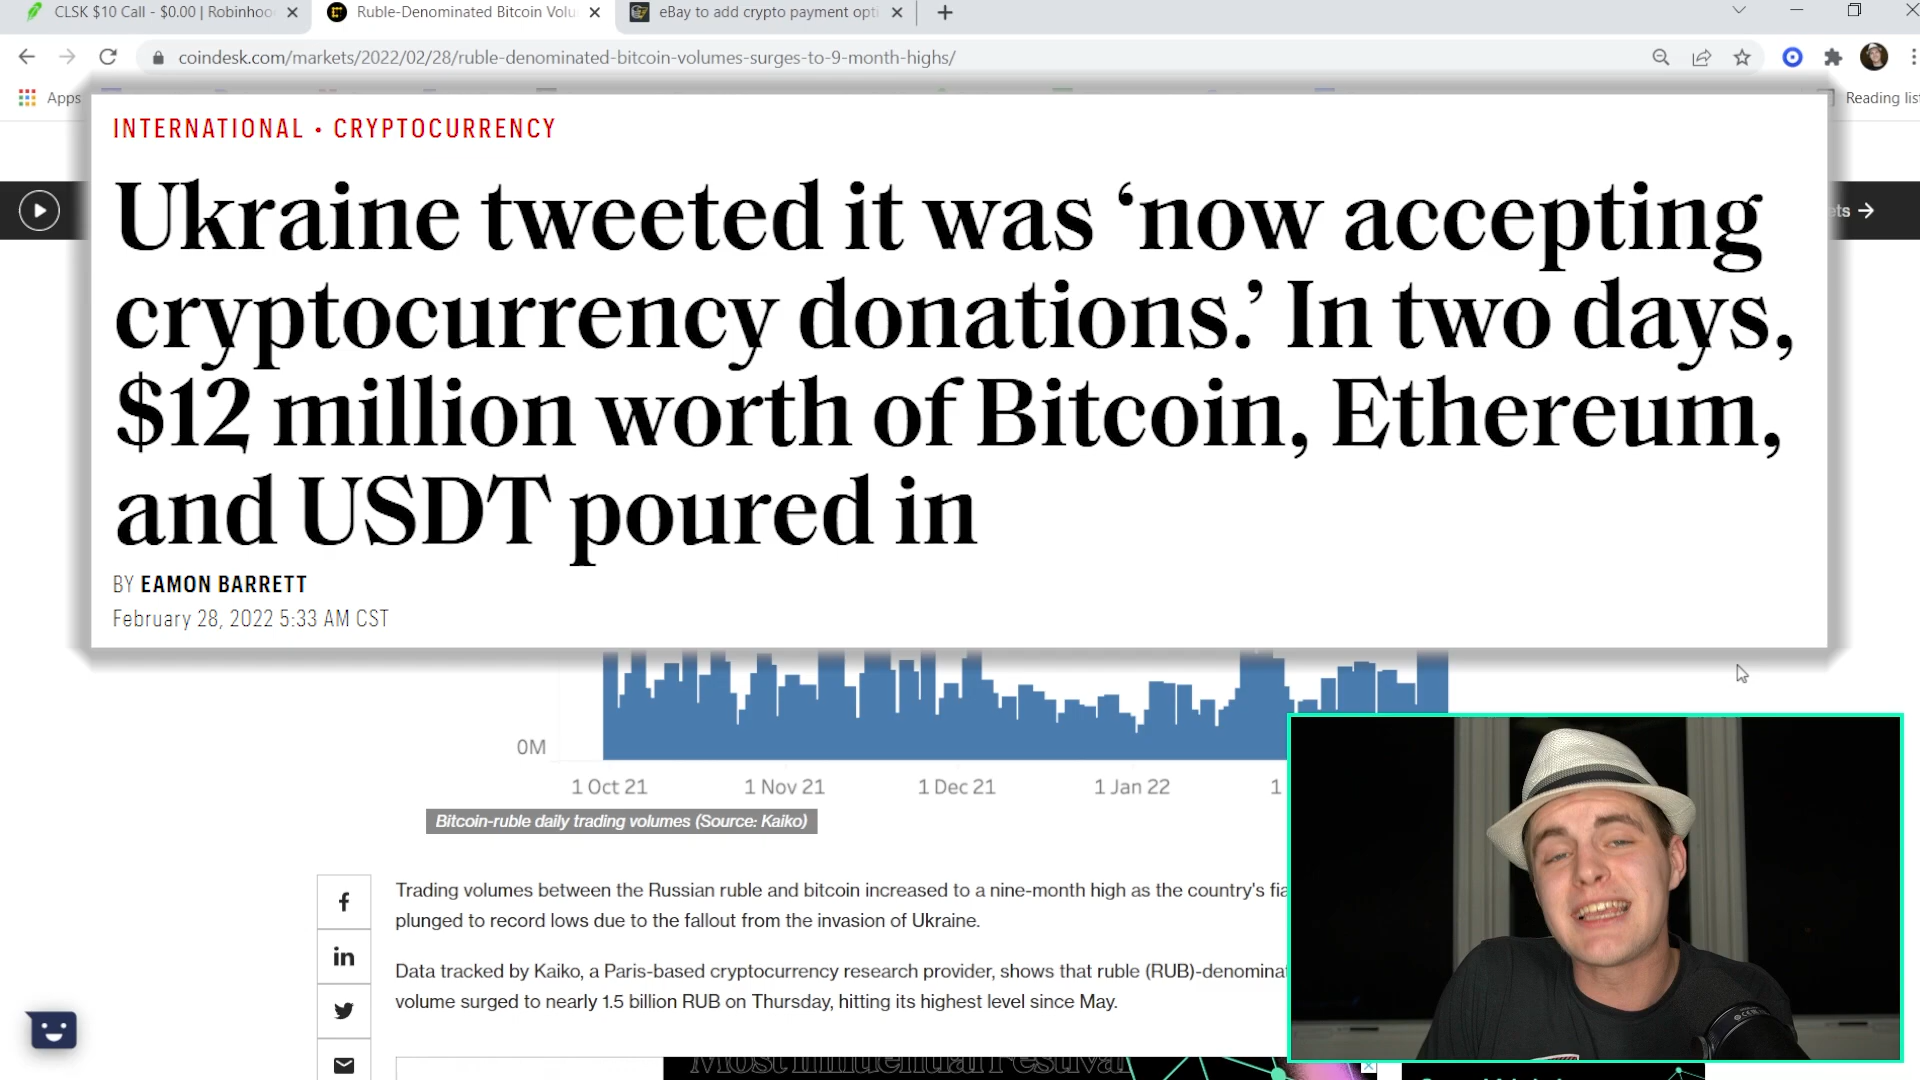 CLSK $10 Call - $0.00 | Robinhoo
Ruble-Denominated Bitcoin Volu
eBay to add crypto payment opti
coindesk.com/markets/2022/02/28/ruble-denominated-bitcoin-volumes-surges-to-9-month-highs/
Apps
Reading lis
INTERNATIONAL • CRYPTOCURRENCY
Ukraine tweeted it was ‘now accepting
cryptocurrency donations.’ In two days,
$12 million worth of Bitcoin, Ethereum,
and USDT poured in
BY EAMON BARRETT
February 28, 2022 5:33 AM CST
ets →
0M
1 Oct 21 1 Nov 21 1 Dec 21 1 Jan 22 1
Bitcoin-ruble daily trading volumes (Source: Kaiko)
Trading volumes between the Russian ruble and bitcoin increased to a nine-month high as the country's fia
plunged to record lows due to the fallout from the invasion of Ukraine.
Data tracked by Kaiko, a Paris-based cryptocurrency research provider, shows that ruble (RUB)-denomina
volume surged to nearly 1.5 billion RUB on Thursday, hitting its highest level since May.
Most Influential Festival